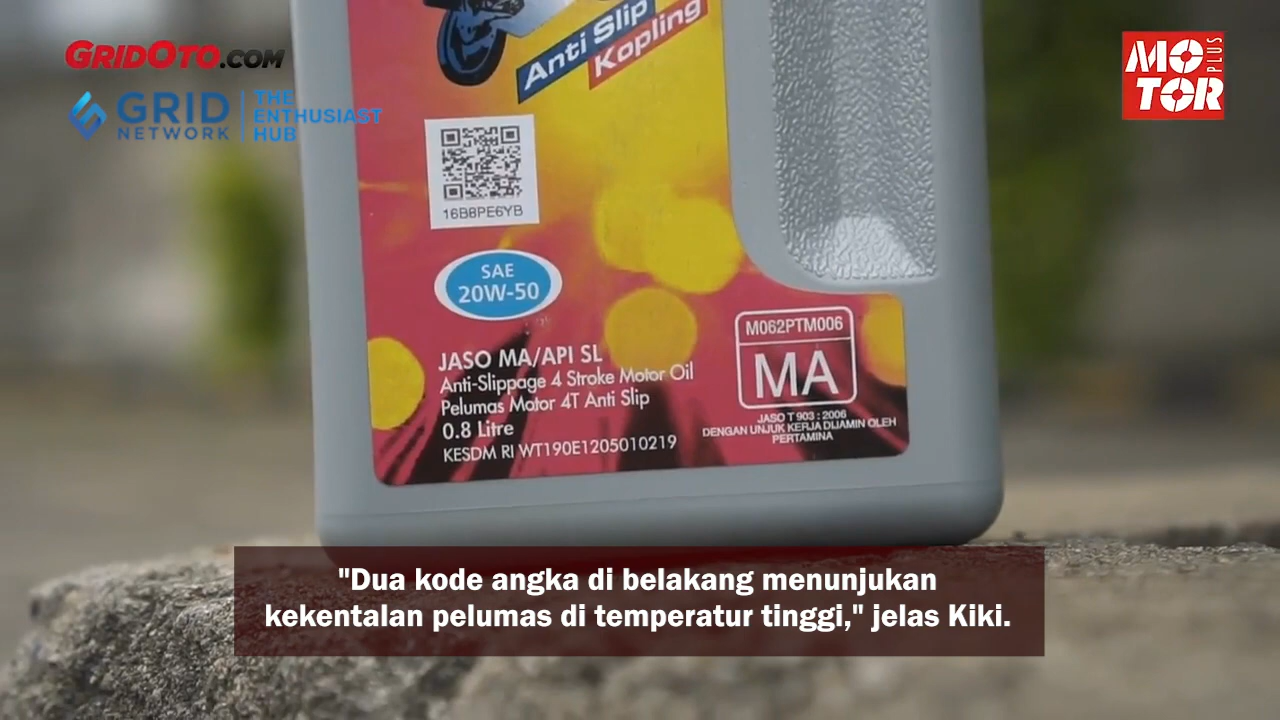 GRIDOTO.COM
GRID
NETWORK
THE
ENTHUSIAST
HUB
MOTOR
PLUS
Anti Slip
Kopling
16B8PE6YB
SAE
20W-50
JASO MA/API SL
Anti-Slippage 4 Stroke Motor Oil
Pelumas Motor 4T Anti Slip
0.8 Litre
KESDM RI WT190E1205010219
M062PTM006
MA
JASO T 903 : 2006
DENGAN UNJUK KERJA DIJAMIN OLEH
PERTAMINA
"Dua kode angka di belakang menunjukan
kekentalan pelumas di temperatur tinggi," jelas Kiki.